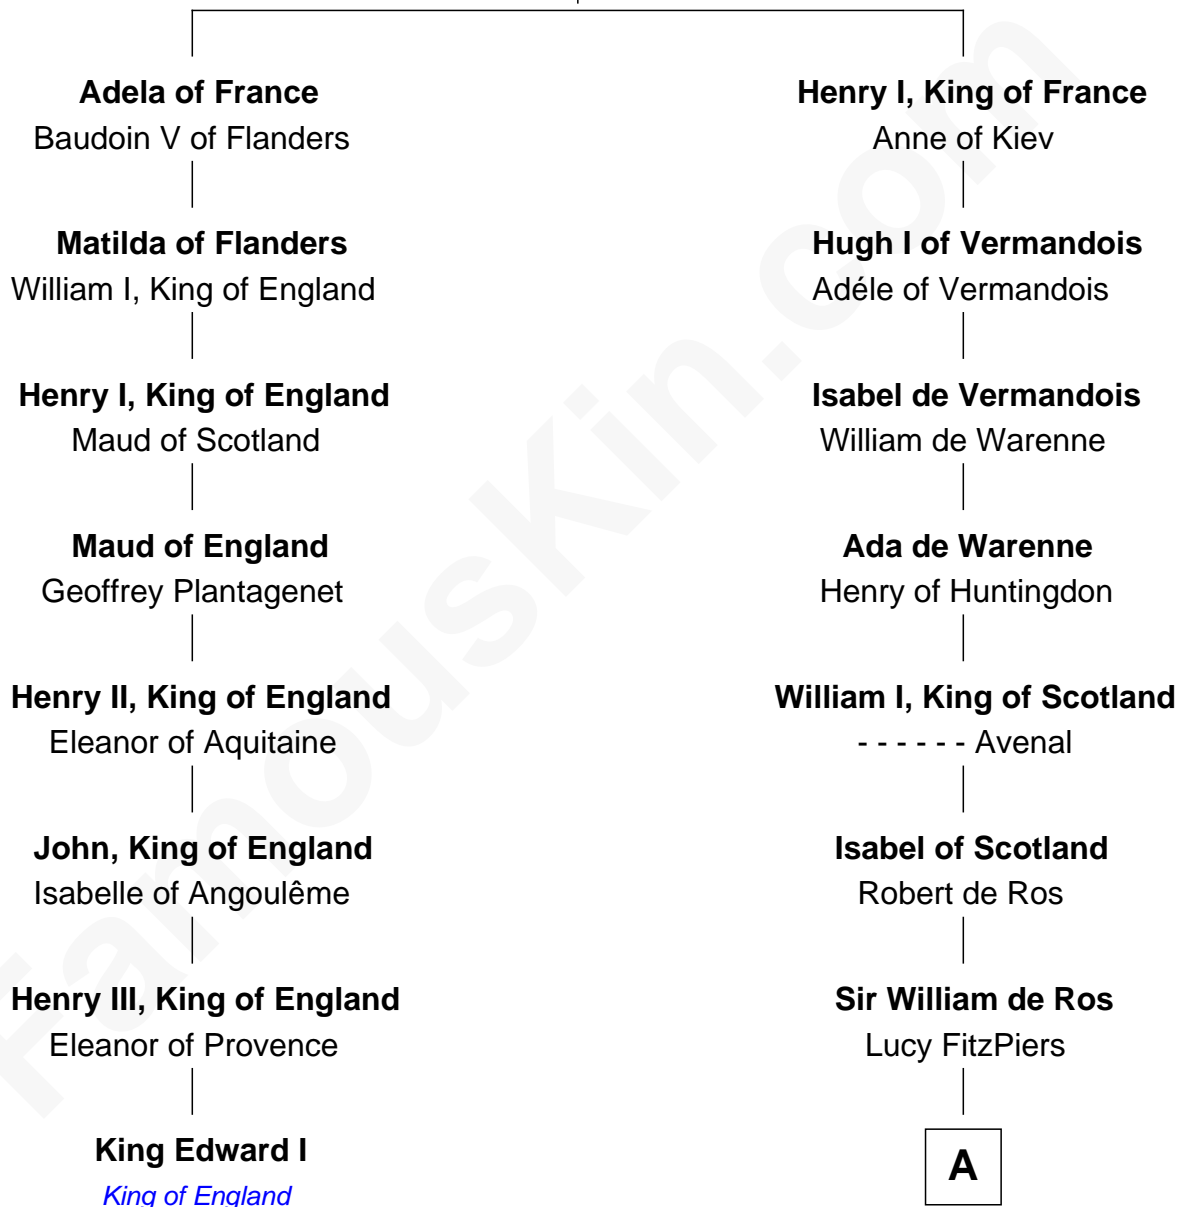 Adela of France
Baudoin V of Flanders
Henry I, King of France
Anne of Kiev
Matilda of Flanders
William I, King of England
Hugh I of Vermandois
Adéle of Vermandois
Henry I, King of England
Maud of Scotland
Isabel de Vermandois
William de Warenne
Maud of England
Geoffrey Plantagenet
Ada de Warenne
Henry of Huntingdon
Henry II, King of England
Eleanor of Aquitaine
William I, King of Scotland
- - - - - - Avenal
John, King of England
Isabelle of Angoulême
Isabel of Scotland
Robert de Ros
Henry III, King of England
Eleanor of Provence
Sir William de Ros
Lucy FitzPiers
King Edward I
King of England
A
FamousKin.com